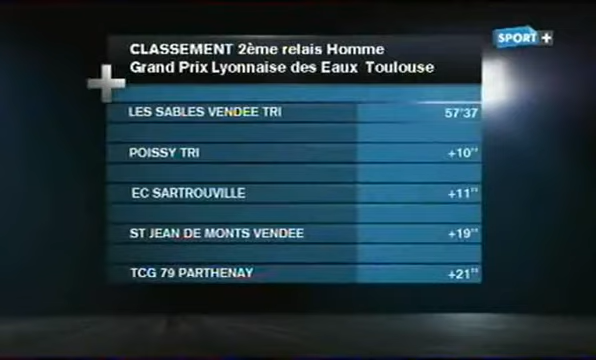 SPORT+
CLASSEMENT 2ème relais Homme
Grand Prix Lyonnaise des Eaux Toulouse
LES SABLES VENDEE TRI 57'37
POISSY TRI +10"
EC SARTROUVILLE +11"
ST JEAN DE MONTS VENDEE +19"
TCG 79 PARTHENAY +21"